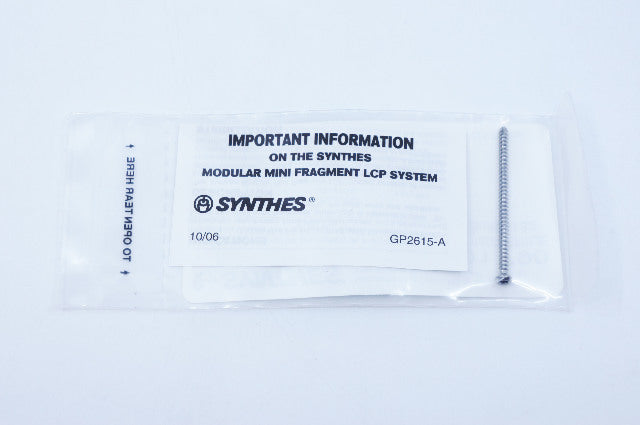 IMPORTANT INFORMATION
ON THE SYNTHES
MODULAR MINI FRAGMENT LCP SYSTEM
SYNTHES®
10/06
GP2615-A
TO OPEN TEAR HERE